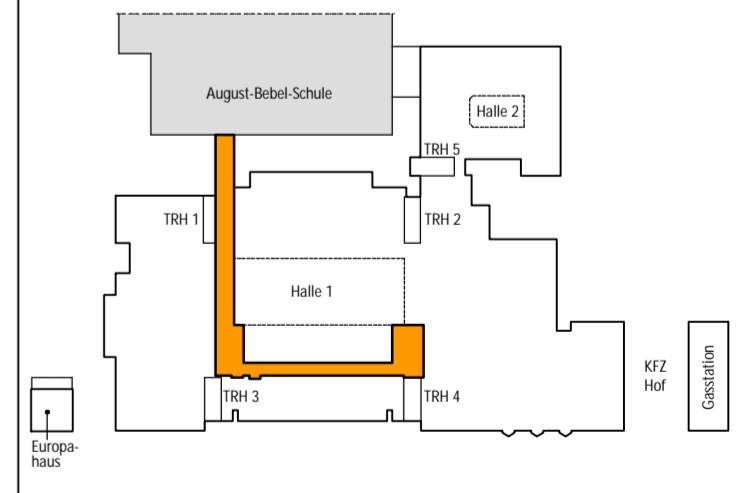 August-Bebel-Schule
Halle 2
TRH 5
TRH 1
TRH 2
Halle 1
KFZ
Hof
Gasstation
TRH 3
TRH 4
Europa-
haus